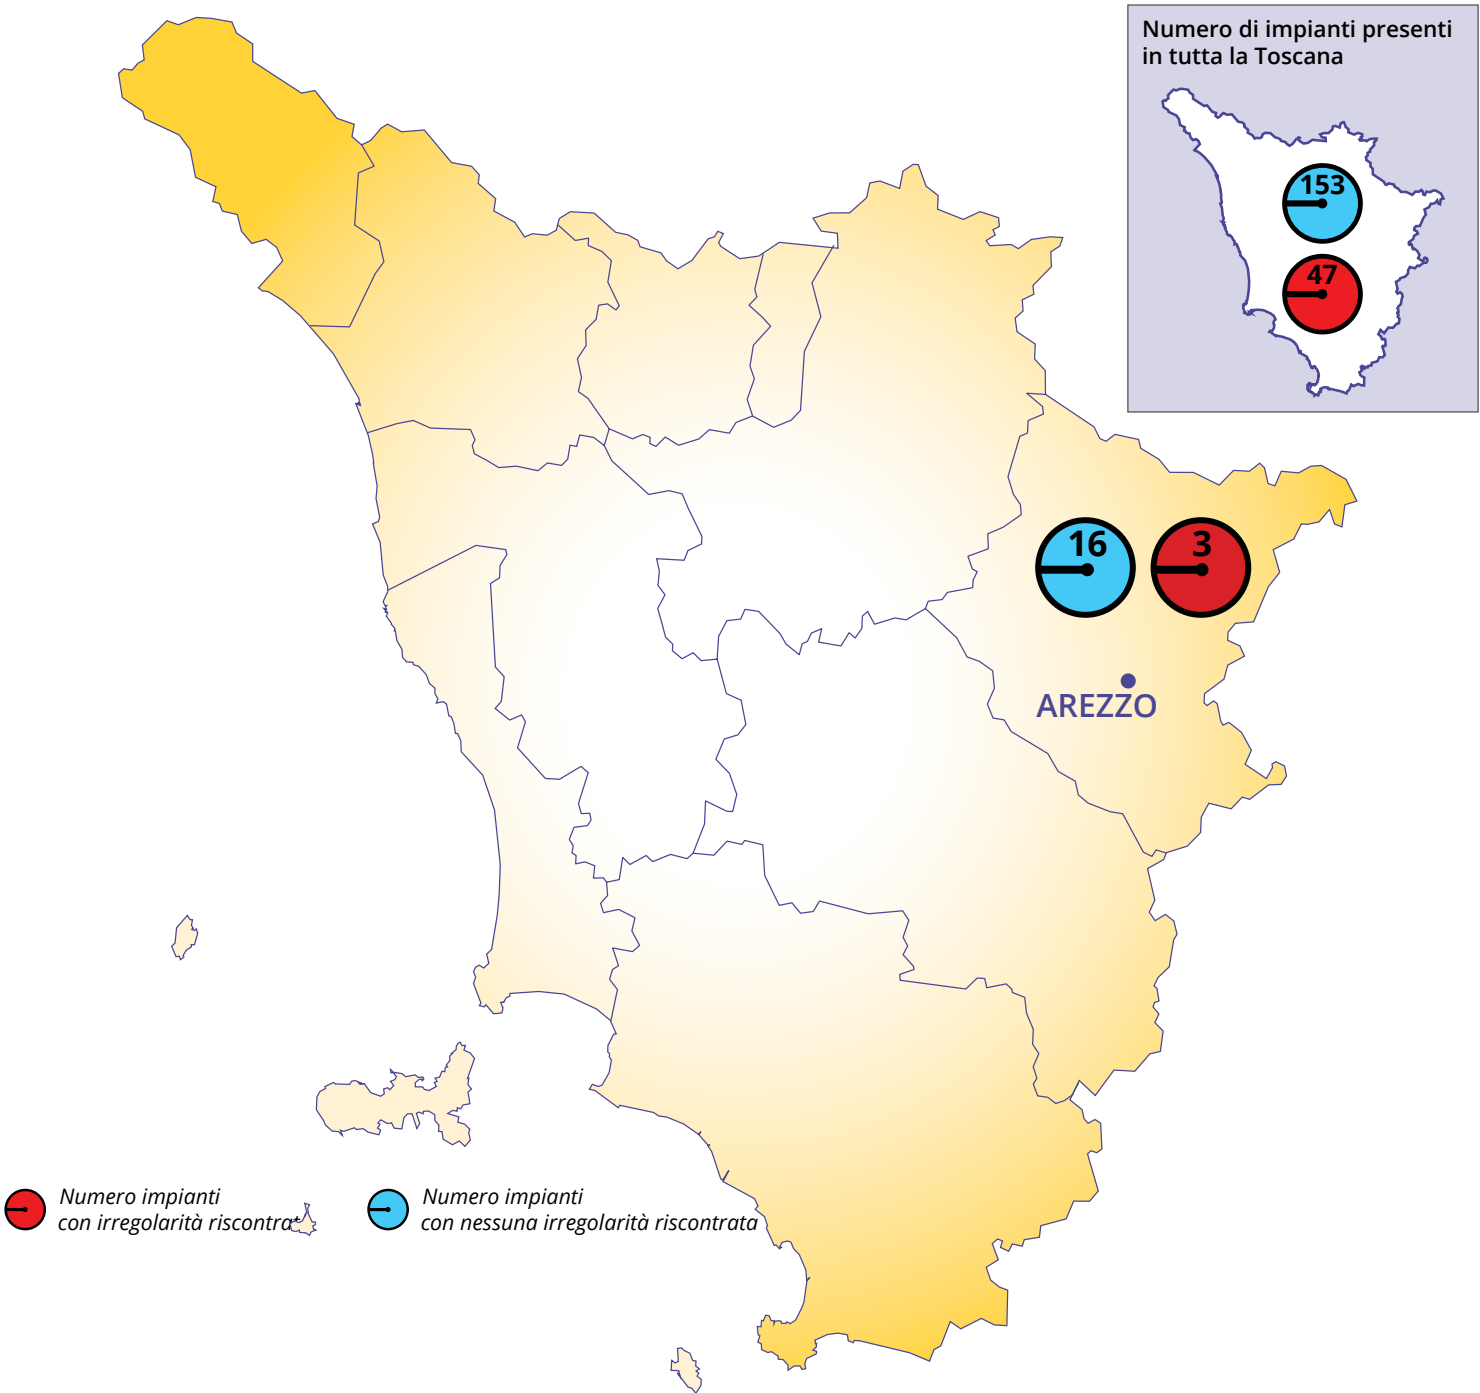 Numero di impianti presenti
in tutta la Toscana
153
47
16
3
AREZZO
Numero impianti
con irregolarità
Numero impianti
con nessuna irregolarità riscontrata